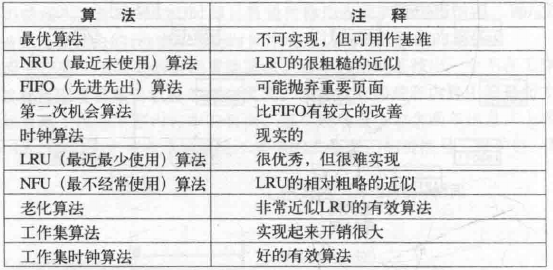 算 法 注 释
最优算法 不可实现，但可用作基准
NRU（最近未使用）算法 LRU的很粗糙的近似
FIFO（先进先出）算法 可能抛弃重要页面
第二次机会算法 比FIFO有较大的改善
时钟算法 现实的
LRU（最近最少使用）算法 很优秀，但很难实现
NFU（最不经常使用）算法 LRU的相对粗略的近似
老化算法 非常近似LRU的有效算法
工作集算法 实现起来开销很大
工作集时钟算法 好的有效算法